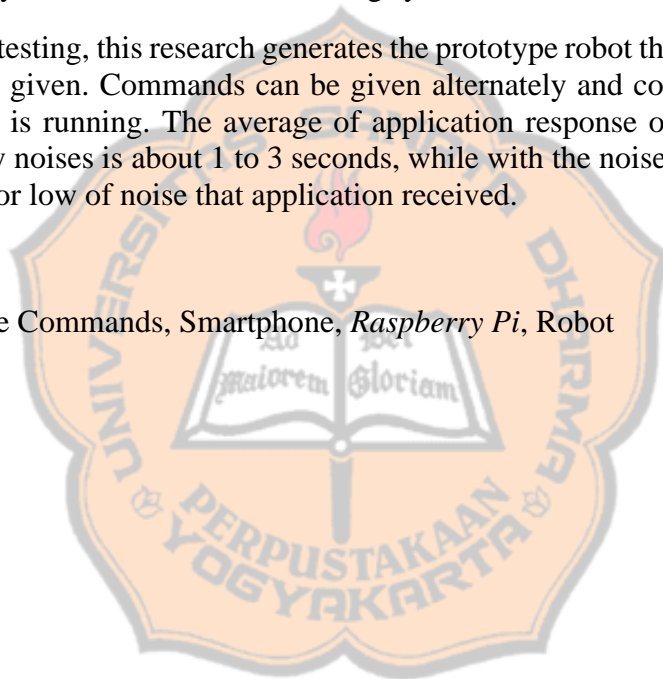 testing, this research generates the prototype robot th
given. Commands can be given alternately and co
is running. The average of application response o
noises is about 1 to 3 seconds, while with the noise
or low of noise that application received.
e Commands, Smartphone, Raspberry Pi, Robot
UNIVERSITAS SANATA DHARMA
Ad Dei
Maiorem Gloriam
PERPUSTAKAAN
YOGYAKARTA